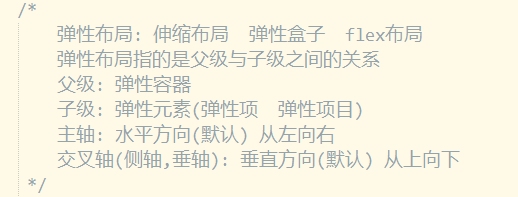 /*
弹性布局: 伸缩布局 弹性盒子 flex布局
弹性布局指的是父级与子级之间的关系
父级: 弹性容器
子级: 弹性元素(弹性项 弹性项目)
主轴: 水平方向(默认) 从左向右
交叉轴(侧轴,垂轴): 垂直方向(默认) 从上向下
*/